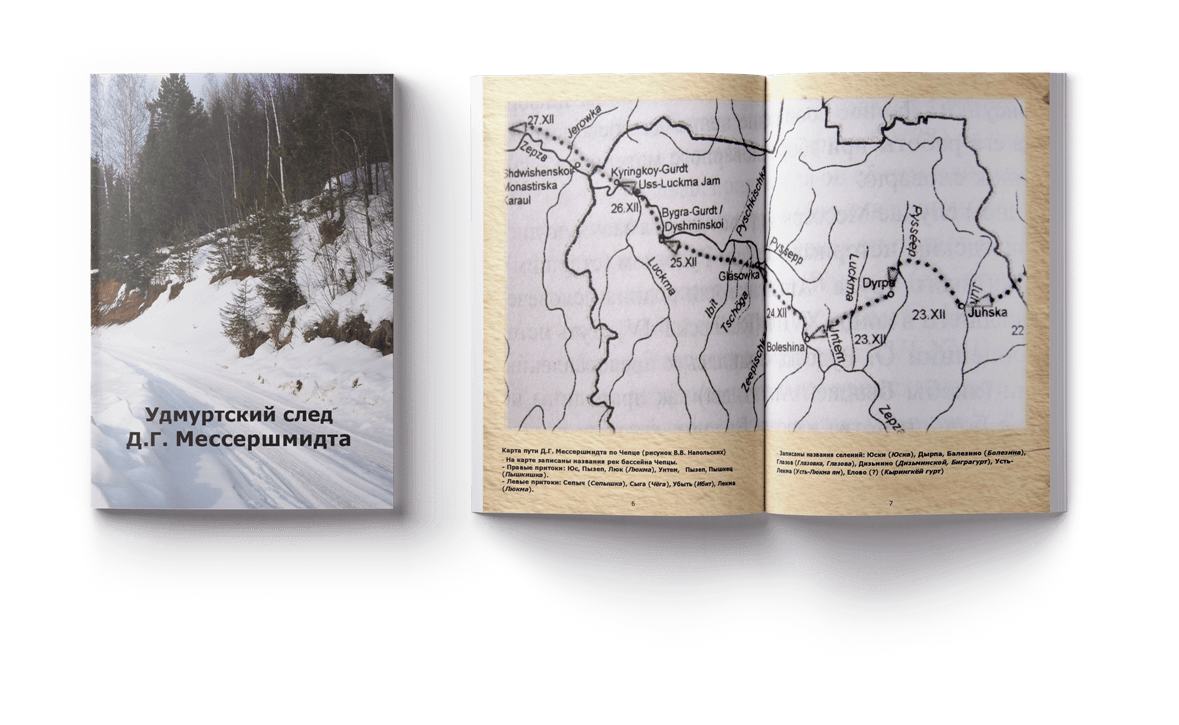 Удмуртский след
Д.Г. Мессершмидта
27.XII
Jerowka
Zepza
Shdwishenskoi
Monastirska
Karaul
Kyringkoy-Gurdt
Uss-Luckma Jam
26.XII
Bygra-Gurdt /
Dyshminskoi
25.XII
Luckma
Ibit
Tschöga
Glasowka
Pyschkischka
Pyssepp
24.XII
Boleshina
Untem
Luckma
Dyrpa
23.XII
Pysséep
23.XII
Juhska
22
Zepza
Карта пути Д.Г. Мессершмидта по Чепце (рисунок В.В. Напольских)
- На карте записаны названия рек бассейна Чепцы.
- Правые притоки: Юс, Пызеп, Люк (Люкма), Унтем, Пызеп, Пышкец
(Пышкишка).
- Левые притоки: Сепыч (Сепышка), Сыга (Чёга), Убыть (Ибит), Лекма
(Люкма).
6
- Записаны названия селений: Юски (Юска), Дырпа, Балезино (Болезина),
Глазов (Глазовка, Глазова), Дизьмино (Дизьминской, Биграгурт), Усть-
Лекма (Усть-Люкма ям), Елово (?) (Кырингкёй гурт)
7